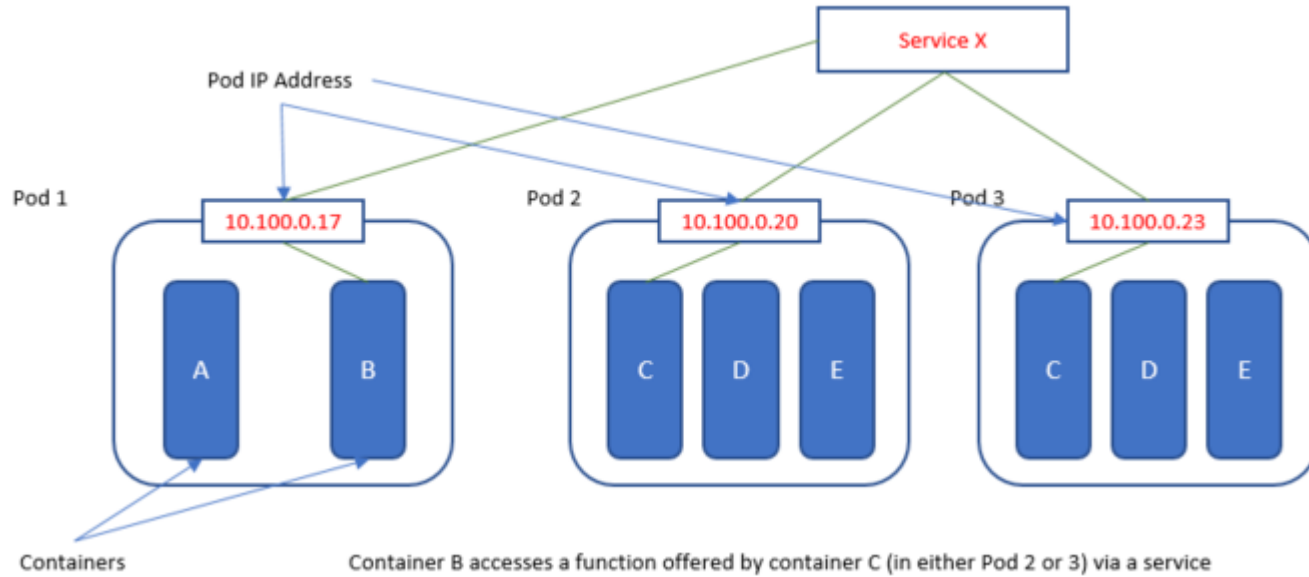 Service X
Pod IP Address
Pod 1
Pod 2
Pod 3
10.100.0.17
10.100.0.20
10.100.0.23
A
B
C
D
E
C
D
E
Containers
Container B accesses a function offered by container C (in either Pod 2 or 3) via a service